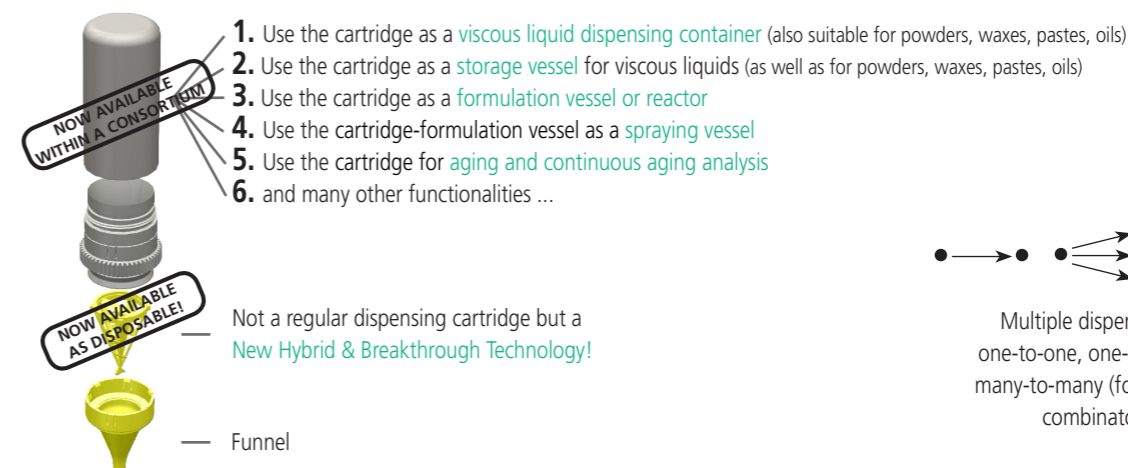 1. Use the cartridge as a viscous liquid dispensing container (also suitable for powders, waxes, pastes, oils)
2. Use the cartridge as a storage vessel for viscous liquids (as well as for powders, waxes, pastes, oils)
3. Use the cartridge as a formulation vessel or reactor
4. Use the cartridge-formulation vessel as a spraying vessel
5. Use the cartridge for aging and continuous aging analysis
6. and many other functionalities ...
NOW AVAILABLE
WITHIN A CONSORTIUM
NOW AVAILABLE
AS DISPOSABLE!
Not a regular dispensing cartridge but a
New Hybrid & Breakthrough Technology!
Funnel
Multiple dispen
one-to-one, one-
many-to-many (fo
combinato